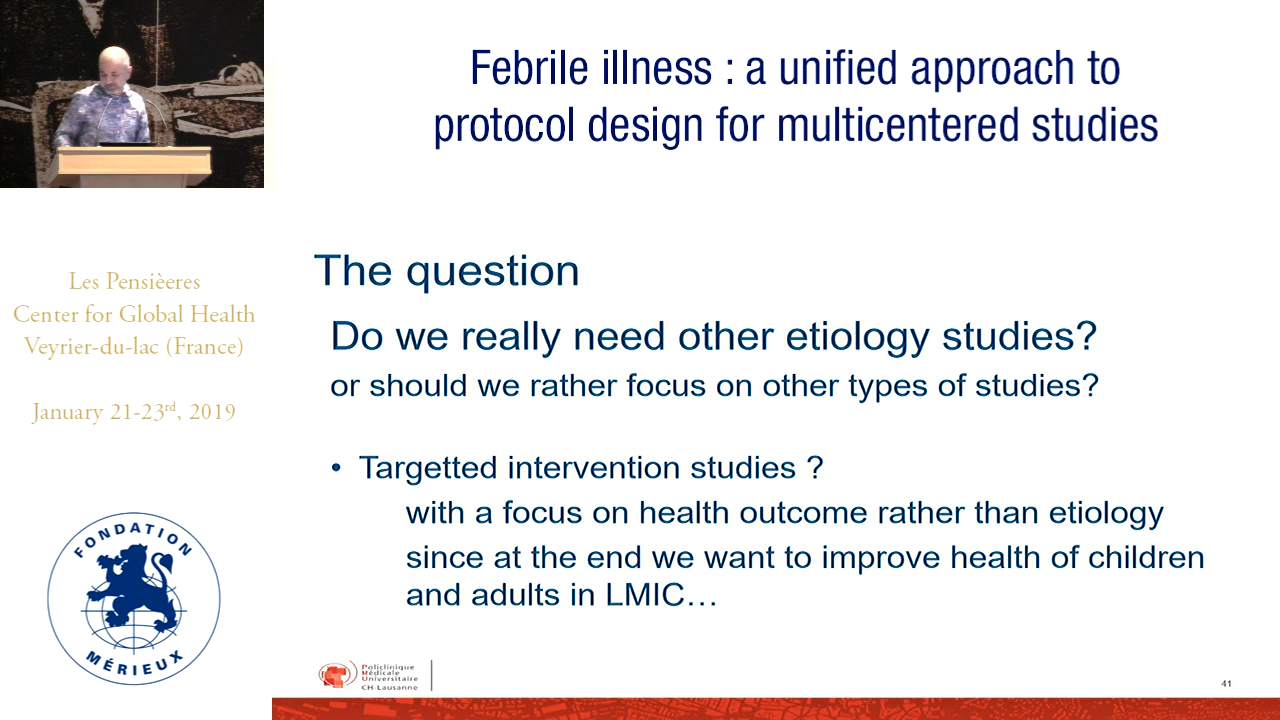 Febrile illness : a unified approach to
protocol design for multicentered studies
Les Pensièeres
Center for Global Health
Veyrier-du-lac (France)
January 21-23rd, 2019
FONDATION
MÉRIEUX
The question
Do we really need other etiology studies?
or should we rather focus on other types of studies?
• Targetted intervention studies ?
with a focus on health outcome rather than etiology
since at the end we want to improve health of children
and adults in LMIC…
Policlinique
Médicale
Universitaire
CH-Lausanne
41